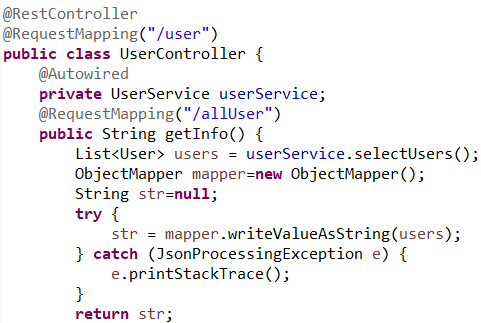 @RestController
@RequestMapping("/user")
public class UserController {
    @Autowired
    private UserService userService;
    @RequestMapping("/allUser")
    public String getInfo() {
        List<User> users = userService.selectUsers();
        ObjectMapper mapper=new ObjectMapper();
        String str=null;
        try {
            str = mapper.writeValueAsString(users);
        } catch (JsonProcessingException e) {
            e.printStackTrace();
        }
        return str;